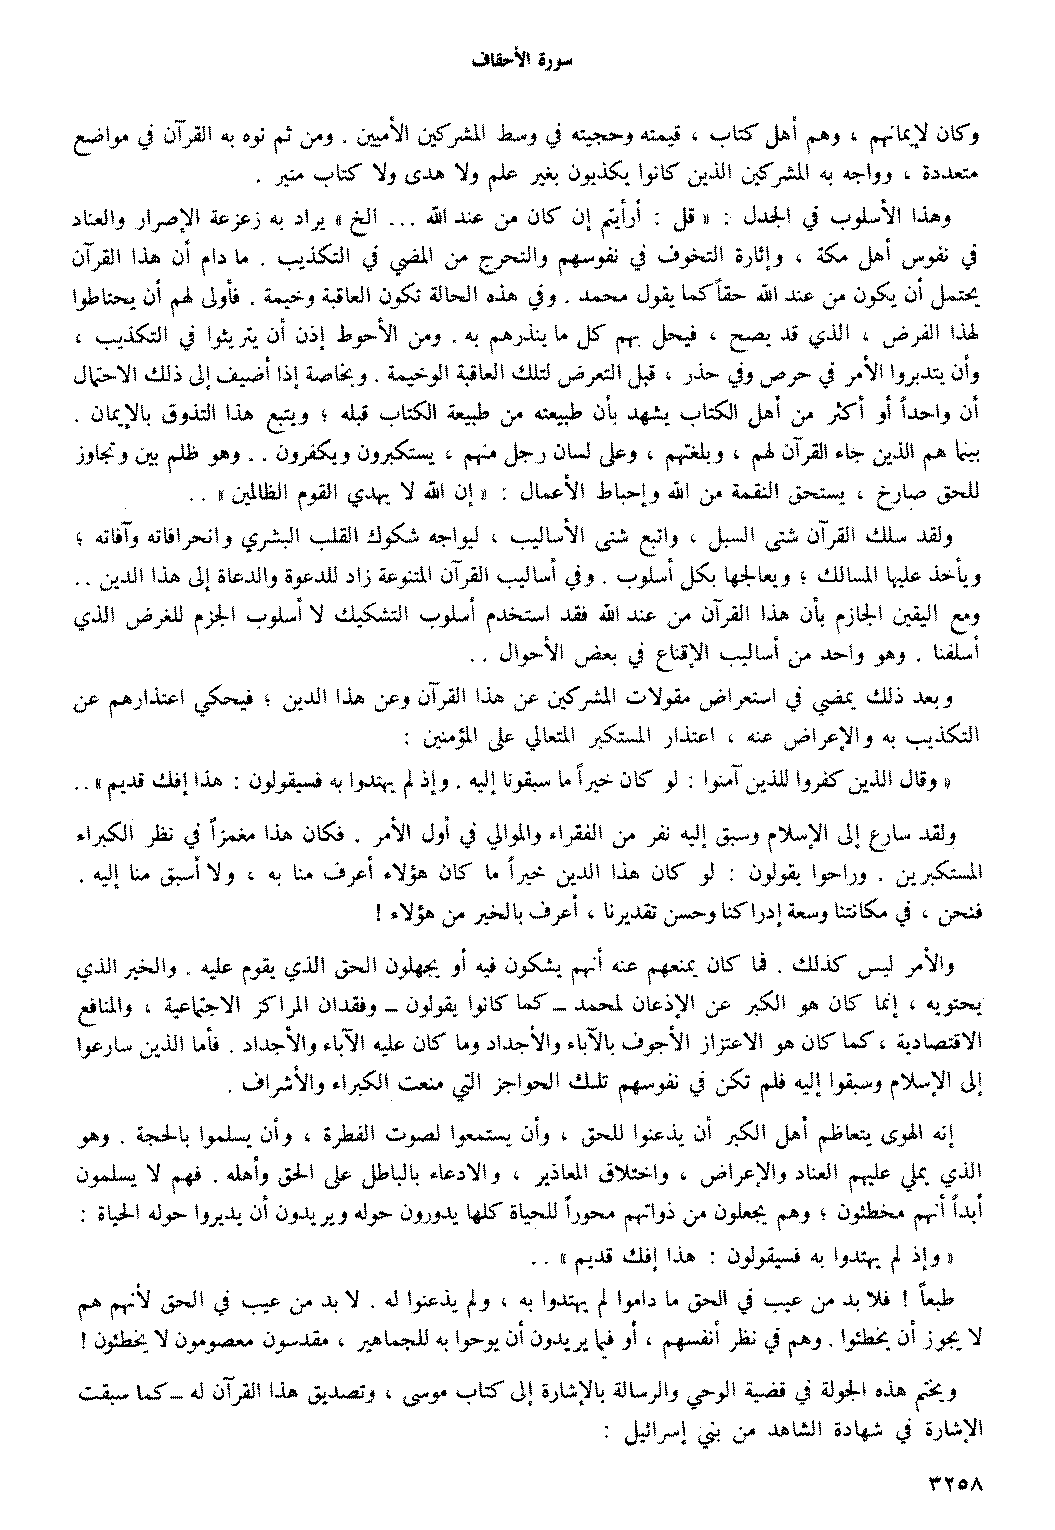 سورة الأحقاف
وكان لإيمانهم ، وهم أهل كتاب ، قيمته وحجيته في وسط المشركين الأميين . ومن ثم نوه به القرآن في مواضع
متعددة ، وواجه به المشركين الذين كانوا يكذبون بغير علم ولا هدى ولا كتاب منير .
وهذا الأسلوب في الجدل : « قل : أرأيتم إن كان من عند الله ... الخ » يراد به زعزعة الإصرار والعناد
في نفوس أهل مكة ، وإثارة التخوف في نفوسهم والتحرج من المضي في التكذيب . ما دام أن هذا القرآن
يحتمل أن يكون من عند الله حقاً كما يقول محمد . وفي هذه الحالة تكون العاقبة وخيمة . فأولى لهم أن يحتاطوا
لهذا الفرض ، الذي قد يصح ، فيحل بهم كل ما ينذرهم به . ومن الأحوط إذن أن يتريثوا في التكذيب ،
وأن يتدبروا الأمر في حرص وفي حذر ، قبل التعرض لتلك العاقبة الوخيمة . وبخاصة إذا أضيف إلى ذلك الاحتمال
أن واحداً أو أكثر من أهل الكتاب يشهد بأن طبيعته من طبيعة الكتاب قبله ؛ ويتبع هذا التذوق بالإيمان .
بينما هم الذين جاء القرآن لهم ، وبلغتهم ، وعلى لسان رجل منهم ، يستكبرون ويكفرون . . وهو ظلم بين وتجاوز
للحق صارخ ، يستحق النقمة من الله وإحباط الأعمال : « إن الله لا يهدي القوم الظالمين » . .
ولقد سلك القرآن شتى السبل ، واتبع شتى الأساليب ، ليواجه شكوك القلب البشري وانحرافاته وآفاته ؛
ويأخذ عليها المسالك ؛ ويعالجها بكل أسلوب . وفي أساليب القرآن المتنوعة زاد للدعوة والدعاة إلى هذا الدين . .
ومع اليقين الجازم بأن هذا القرآن من عند الله فقد استخدم أسلوب التشكيك لا أسلوب الجزم للغرض الذي
أسلفنا . وهو واحد من أساليب الإقناع في بعض الأحوال . .
وبعد ذلك يمضي في استعراض مقولات المشركين عن هذا القرآن وعن هذا الدين ؛ فيحكي اعتذارهم عن
التكذيب به والإعراض عنه ، اعتذار المستكبر المتعالي على المؤمنين :
« وقال الذين كفروا للذين آمنوا : لو كان خيراً ما سبقونا إليه . وإذ لم يهتدوا به فسيقولون : هذا إفك قديم » . .
ولقد سارع إلى الإسلام وسبق إليه نفر من الفقراء والموالي في أول الأمر . فكان هذا مغمزاً في نظر الكبراء
المستكبرين . وراحوا يقولون : لو كان هذا الدين خيراً ما كان هؤلاء أعرف منا به ، ولا أسبق منا إليه .
فنحن ، في مكانتنا وسعة إدراكنا وحسن تقديرنا ، أعرف بالخير من هؤلاء !
والأمر ليس كذلك . فما كان يمنعهم عنه أنهم يشكون فيه أو يجهلون الحق الذي يقوم عليه . والخير الذي
يحتويه ، إنما كان هو الكبر عن الإذعان لمحمد – كما كانوا يقولون – وفقدان المراكز الاجتماعية ، والمنافع
الاقتصادية ، كما كان هو الاعتزاز الأجوف بالآباء والأجداد وما كان عليه الآباء والأجداد . فأما الذين سارعوا
إلى الإسلام وسبقوا إليه فلم تكن في نفوسهم تلك الحواجز التي منعت الكبراء والأشراف .
إنه الهوى يتعاظم أهل الكبر أن يذعنوا للحق ، وأن يستمعوا لصوت الفطرة ، وأن يسلموا بالحجة . وهو
الذي يملي عليهم العناد والإعراض ، واختلاق المعاذير ، والادعاء بالباطل على الحق وأهله . فهم لا يسلمون
أبداً أنهم مخطئون ؛ وهم يجعلون من ذواتهم محوراً للحياة كلها يدورون حوله ويريدون أن يديروا حوله الحياة :
« وإذ لم يهتدوا به فسيقولون : هذا إفك قديم » . .
طبعاً ! فلا بد من عيب في الحق ما داموا لم يهتدوا به ، ولم يذعنوا له . لا بد من عيب في الحق لأنهم هم
لا يجوز أن يخطئوا . وهم في نظر أنفسهم ، أو فيما يريدون أن يوحوا به للجماهير ، مقدسون معصومون لا يخطئون !
ويختم هذه الجولة في قضية الوحي والرسالة بالإشارة إلى كتاب موسى ، وتصديق هذا القرآن له – كما سبقت
الإشارة في شهادة الشاهد من بني إسرائيل :
٣٢٥٨